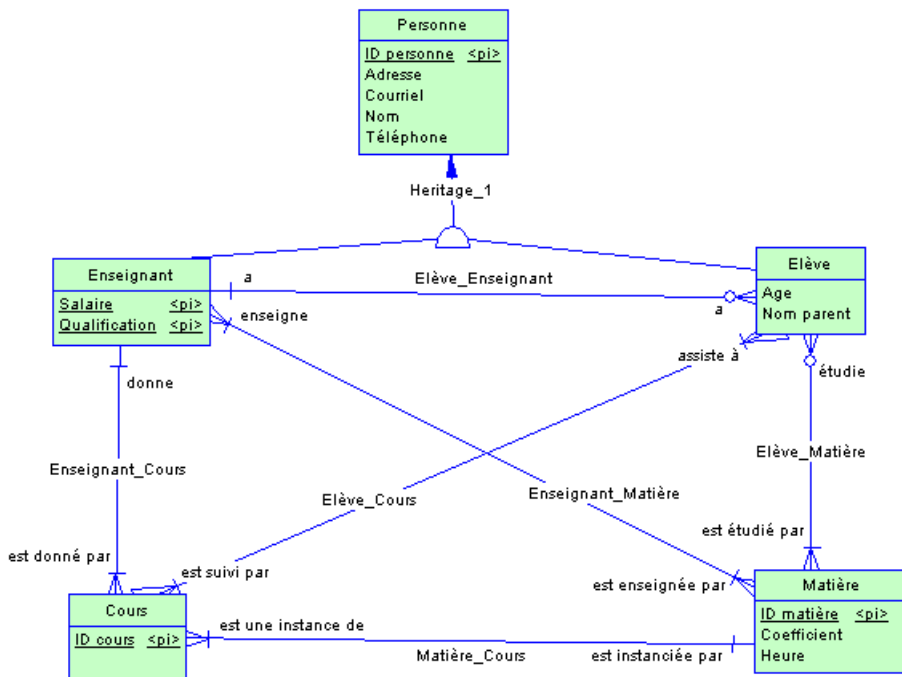 Personne
ID personne <pi>
Adresse
Courriel
Nom
Téléphone
Heritage_1
Enseignant
Salaire <pi>
Qualification <pi>
a
Elève_Enseignant
a
Elève
Age
Nom parent
enseigne
assiste à
étudie
donne
Enseignant_Cours
Elève_Cours
Enseignant_Matière
Elève_Matière
est donné par
est suivi par
est étudié par
est enseignée par
Cours
ID cours <pi>
est une instance de
Matière_Cours
est instanciée par
Matière
ID matière <pi>
Coefficient
Heure